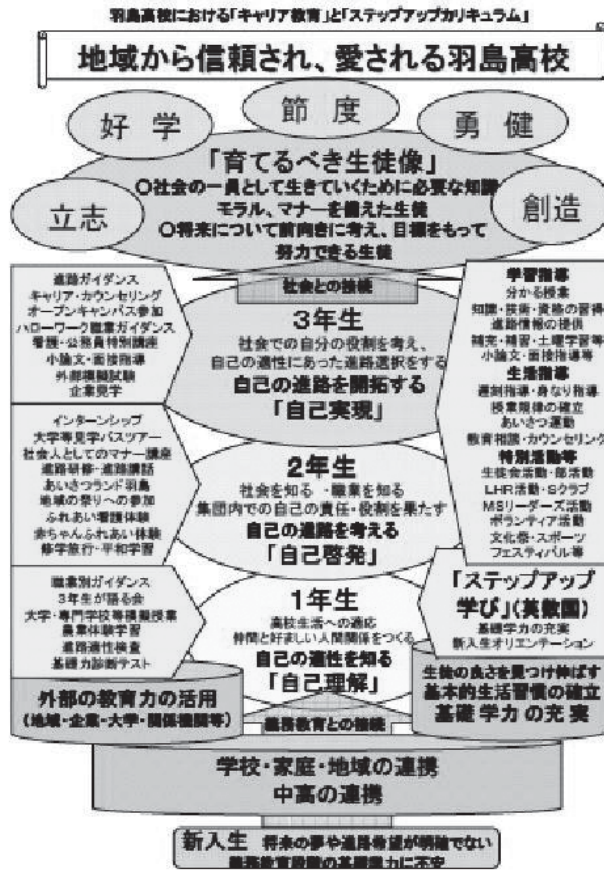 羽島高校における「キャリア教育」と「ステップアップカリキュラム」
地域から信頼され、愛される羽島高校
好学
節度
勇健
立志
創造
「育てるべき生徒像」
〇社会の一員として生きていくために必要な知識
モラル、マナーを備えた生徒
〇将来について前向きに考え、目標をもって
努力できる生徒
社会との接続
進路ガイダンス
キャリア・カウンセリング
オープンキャンパス参加
ハローワーク職業ガイダンス
看護・公務員特別講座
小論文・面接指導
外部模擬試験
企業見学
3年生
社会での自分の役割を考え、
自己の適性にあった進路選択をする
自己の進路を開拓する
「自己実現」
学習指導
分かる授業
知識・技術・資格の習得
進路情報の提供
補充・補習・土曜学習等
小論文・面接指導等
生活指導
遅刻指導・身なり指導
授業規律の確立
あいさつ運動
教育相談・カウンセリング
特別活動等
生徒会活動・部活動
LHR活動・Sクラブ
MSリーダーズ活動
ボランティア活動
文化祭・スポーツ
フェスティバル等
インターンシップ
大学等見学バスツアー
社会人としてのマナー講座
進路研修・進路講話
あいさつランド羽島
地域の祭りへの参加
ふれあい看護体験
赤ちゃんふれあい体験
修学旅行・平和学習
2年生
社会を知る・職業を知る
集団内での自己の責任・役割を果たす
自己の進路を考える
「自己啓発」
職業別ガイダンス
3年生が語る会
大学・専門学校等模擬授業
農業体験学習
進路適性検査
基礎力診断テスト
1年生
高校生活への適応
仲間と好ましい人間関係をつくる
自己の適性を知る
「自己理解」
「ステップアップ
学び」(英数国)
基礎学力の充実
新入生オリエンテーション
外部の教育力の活用
(地域・企業・大学・関係機関等)
生徒の良さを見つけ伸ばす
基本的生活習慣の確立
基礎学力の充実
義務教育との接続
学校・家庭・地域の連携
中高の連携
新入生 将来の夢や進路希望が明確でない
義務教育段階の基礎学力に不安